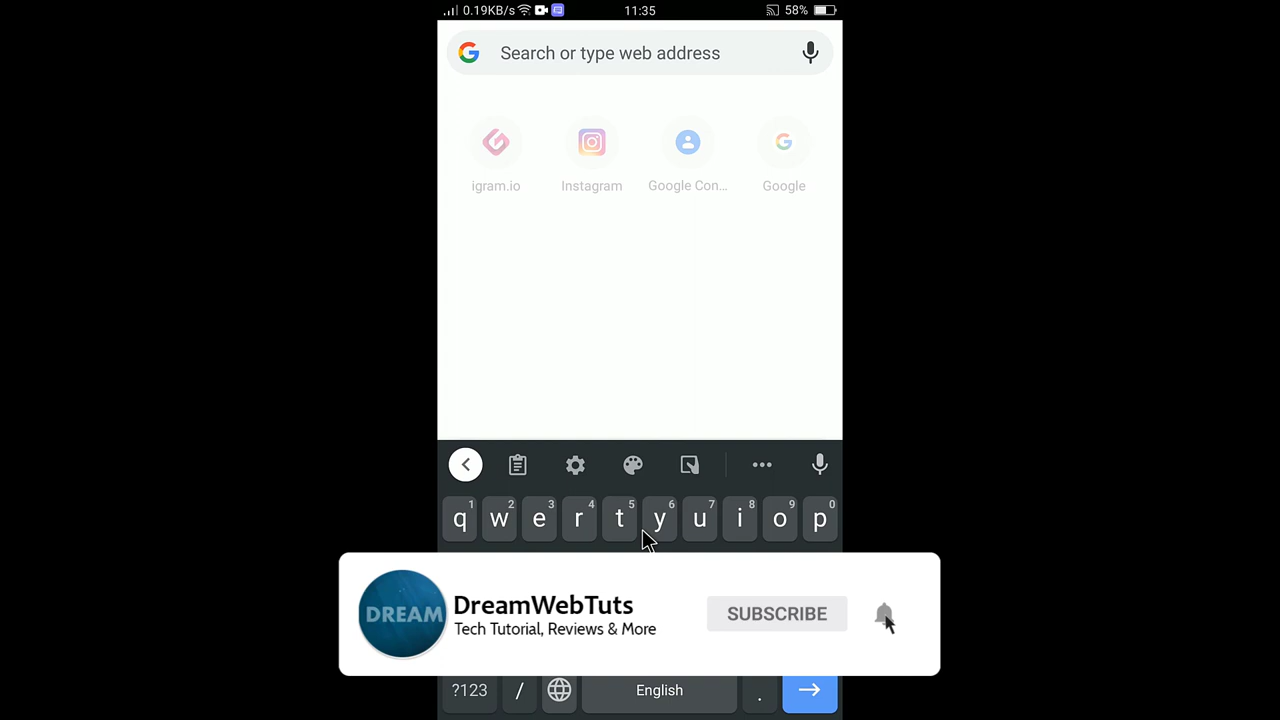 0.19KB/s 11:35 58%
Search or type web address
igram.io Instagram Google Con... Google
1 2 3 4 5 6 7 8 9 0
q w e r t y u i o p
DREAM
DreamWebTuts
Tech Tutorial, Reviews & More
SUBSCRIBE
?123 / English .